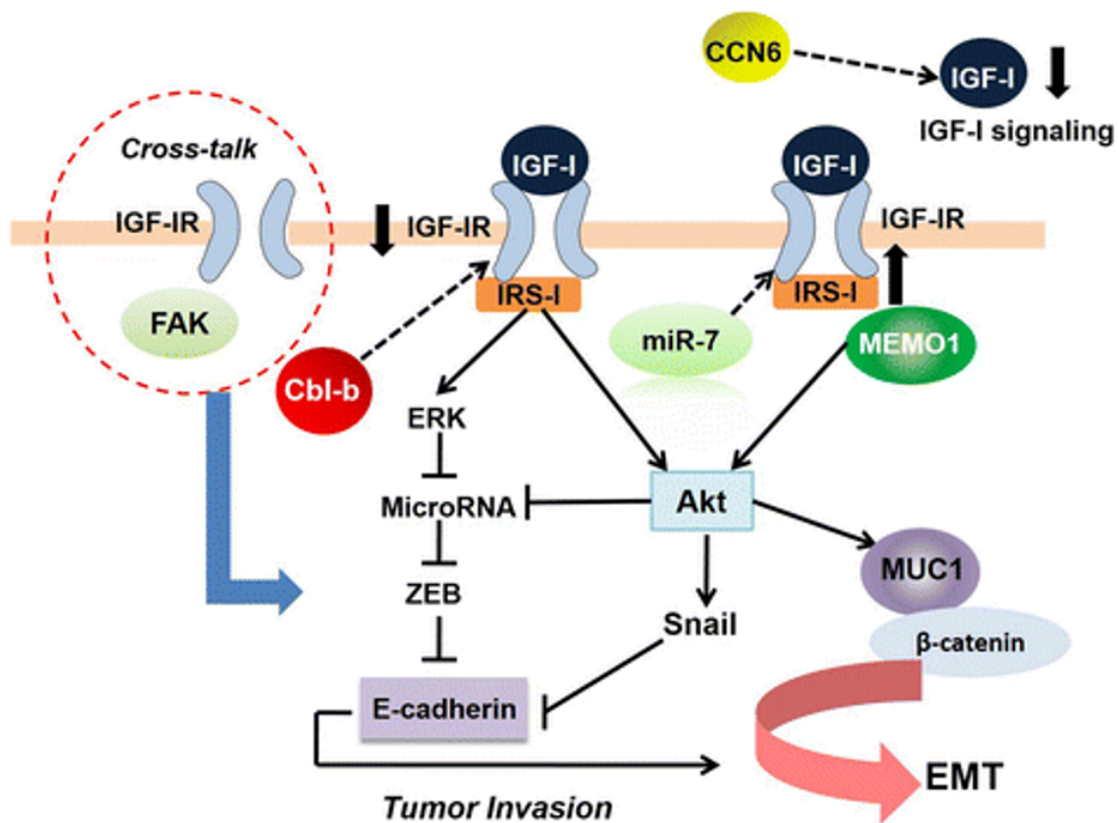 CCN6
IGF-I
IGF-I signaling
Cross-talk
IGF-I
IGF-I
IGF-IR
IGF-IR
IGF-IR
IRS-I
IRS-I
FAK
miR-7
MEMO1
Cbl-b
ERK
MicroRNA
Akt
MUC1
ZEB
Snail
β-catenin
E-cadherin
EMT
Tumor Invasion